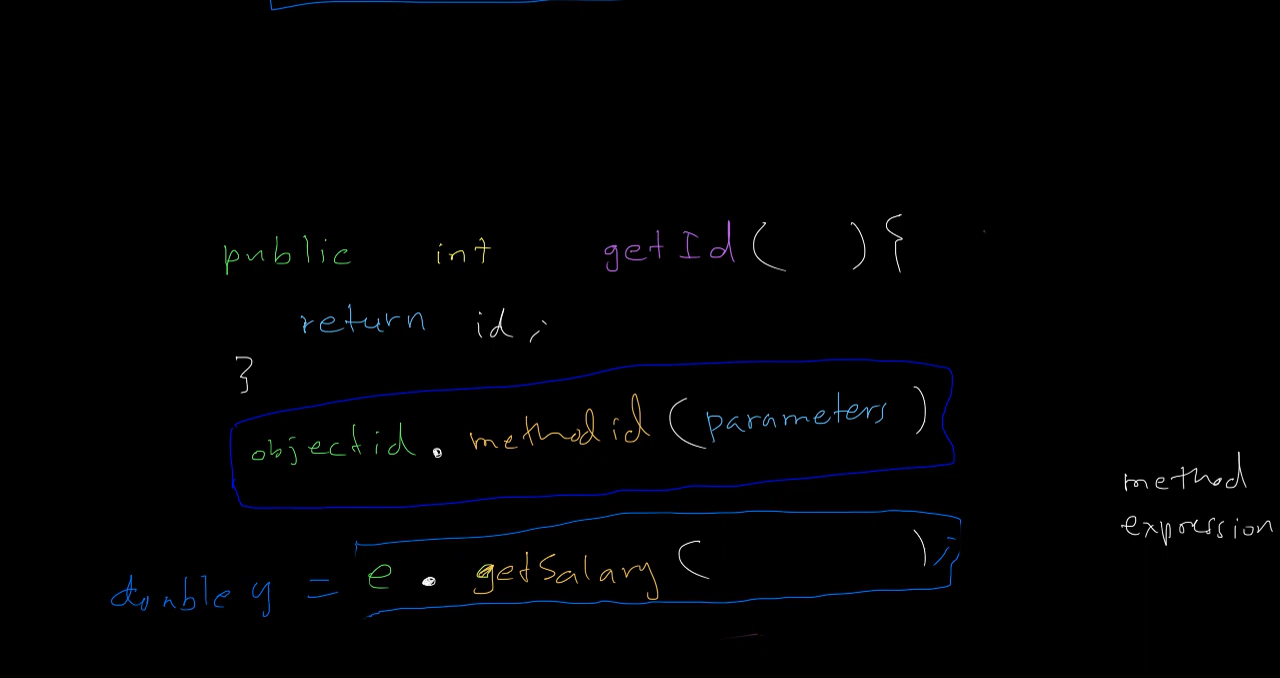 public int getId( ){
return id;
}
objectid.methodid(parameters)
method
expression
double y = e.getSalary( );